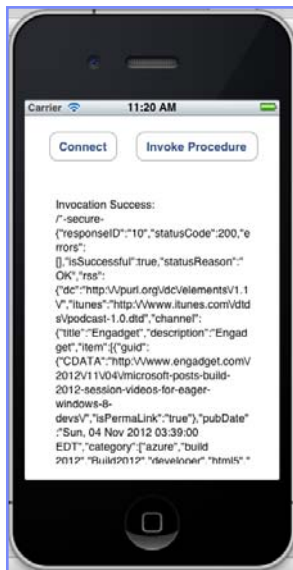 Carrier 11:20 AM
Connect Invoke Procedure
Invocation Success:
/*-secure-
{"responseID":"10","statusCode":200,"e
rrors":
[],"isSuccessful":true,"statusReason":"
OK","rss":
{"dc":"http:\/\/purl.org\/dc\/elements\/1.1
\/","itunes":"http:\/\/www.itunes.com\/dtd
s\/podcast-1.0.dtd","channel":
{"title":"Engadget","description":"Engad
get","item":[{"guid":
{"CDATA":"http:\/\/www.engadget.com\/
2012\/11\/04\/microsoft-posts-build-
2012-session-videos-for-eager-
windows-8-
devs\/","isPermaLink":"true"},"pubDate"
:"Sun, 04 Nov 2012 03:39:00
EDT","category":["azure","build
2012","Build2012","developer","html5","